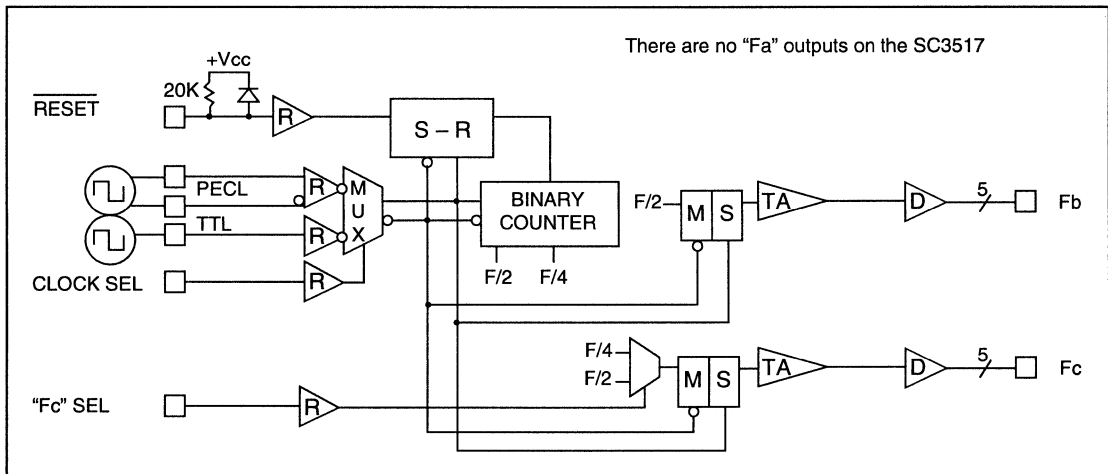 There are no “Fa” outputs on the SC3517
+Vcc
20K
RESET
R
S – R
PECL
R
M
U
X
BINARY
COUNTER
TTL
R
F/2
F/4
CLOCK SEL
R
F/2
M
S
TA
D
5
Fb
F/4
F/2
M
S
TA
D
5
Fc
“Fc” SEL
R